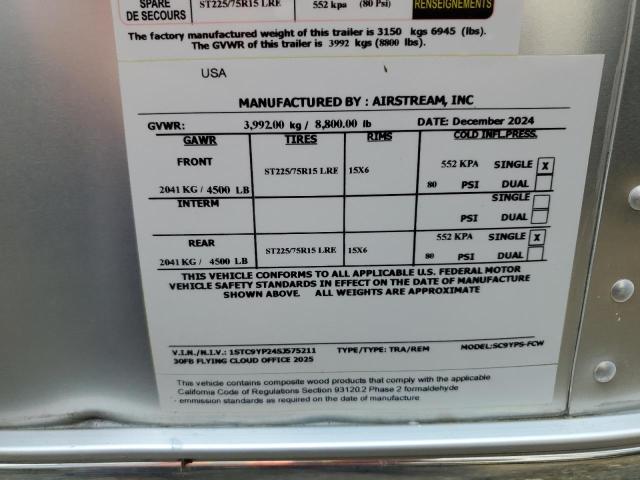 SPARE
DE SECOURS
ST225/75R15 LRE
552 kpa (80 Psi)
RENSEIGNEMENTS
The factory manufactured weight of this trailer is 3150 kgs 6945 (lbs).
The GVWR of this trailer is 3992 kgs (8800 lbs).
USA
MANUFACTURED BY : AIRSTREAM, INC
GVWR: 3,992.00 kg / 8,800.00 lb DATE: December 2024
GAWR TIRES RIMS COLD INFL.PRESS.
FRONT ST225/75R15 LRE 15X6 552 KPA SINGLE X
2041 KG / 4500 LB 80 PSI DUAL
INTERM SINGLE
PSI DUAL
REAR ST225/75R15 LRE 15X6 552 KPA SINGLE X
2041 KG / 4500 LB 80 PSI DUAL
THIS VEHICLE CONFORMS TO ALL APPLICABLE U.S. FEDERAL MOTOR
VEHICLE SAFETY STANDARDS IN EFFECT ON THE DATE OF MANUFACTURE
SHOWN ABOVE. ALL WEIGHTS ARE APPROXIMATE
V.I.N./N.I.V.: 1STC9YP24SJ575211 TYPE/TYPE: TRA/REM MODEL:SC9YPS-FCW
30FB FLYING CLOUD OFFICE 2025
This vehicle contains composite wood products that comply with the
California Code of Regulations Section 93120.2 Phase 2 formaldehyde
emmission standards as required on the date of manufacture.